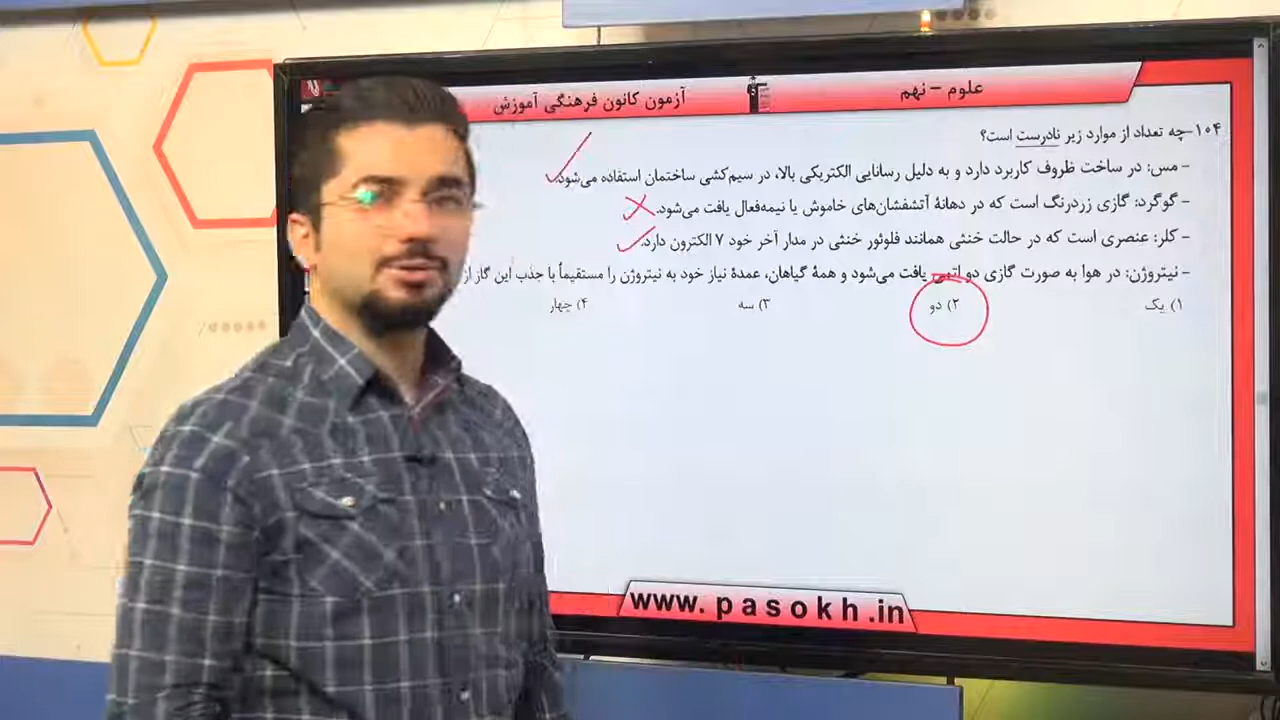 علوم – نهم
آزمون کانون فرهنگی آموزش
۱۰۴-چه تعداد از موارد زیر نادرست است؟
- مس: در ساخت ظروف کاربرد دارد و به دلیل رسانایی الکتریکی بالا، در سیم‌کشی ساختمان استفاده می‌شود.
- گوگرد: گازی زردرنگ است که در دهانهٔ آتشفشان‌های خاموش یا نیمه‌فعال یافت می‌شود.
- کلر: عنصری است که در حالت خنثی همانند فلوئور خنثی در مدار آخر خود ۷ الکترون دارد.
- نیتروژن: در هوا به صورت گازی دو اتمی یافت می‌شود و همهٔ گیاهان، عمدهٔ نیاز خود به نیتروژن را مستقیماً با جذب این گاز از
۱) یک ۲) دو ۳) سه ۴) چهار
www.pasokh.in